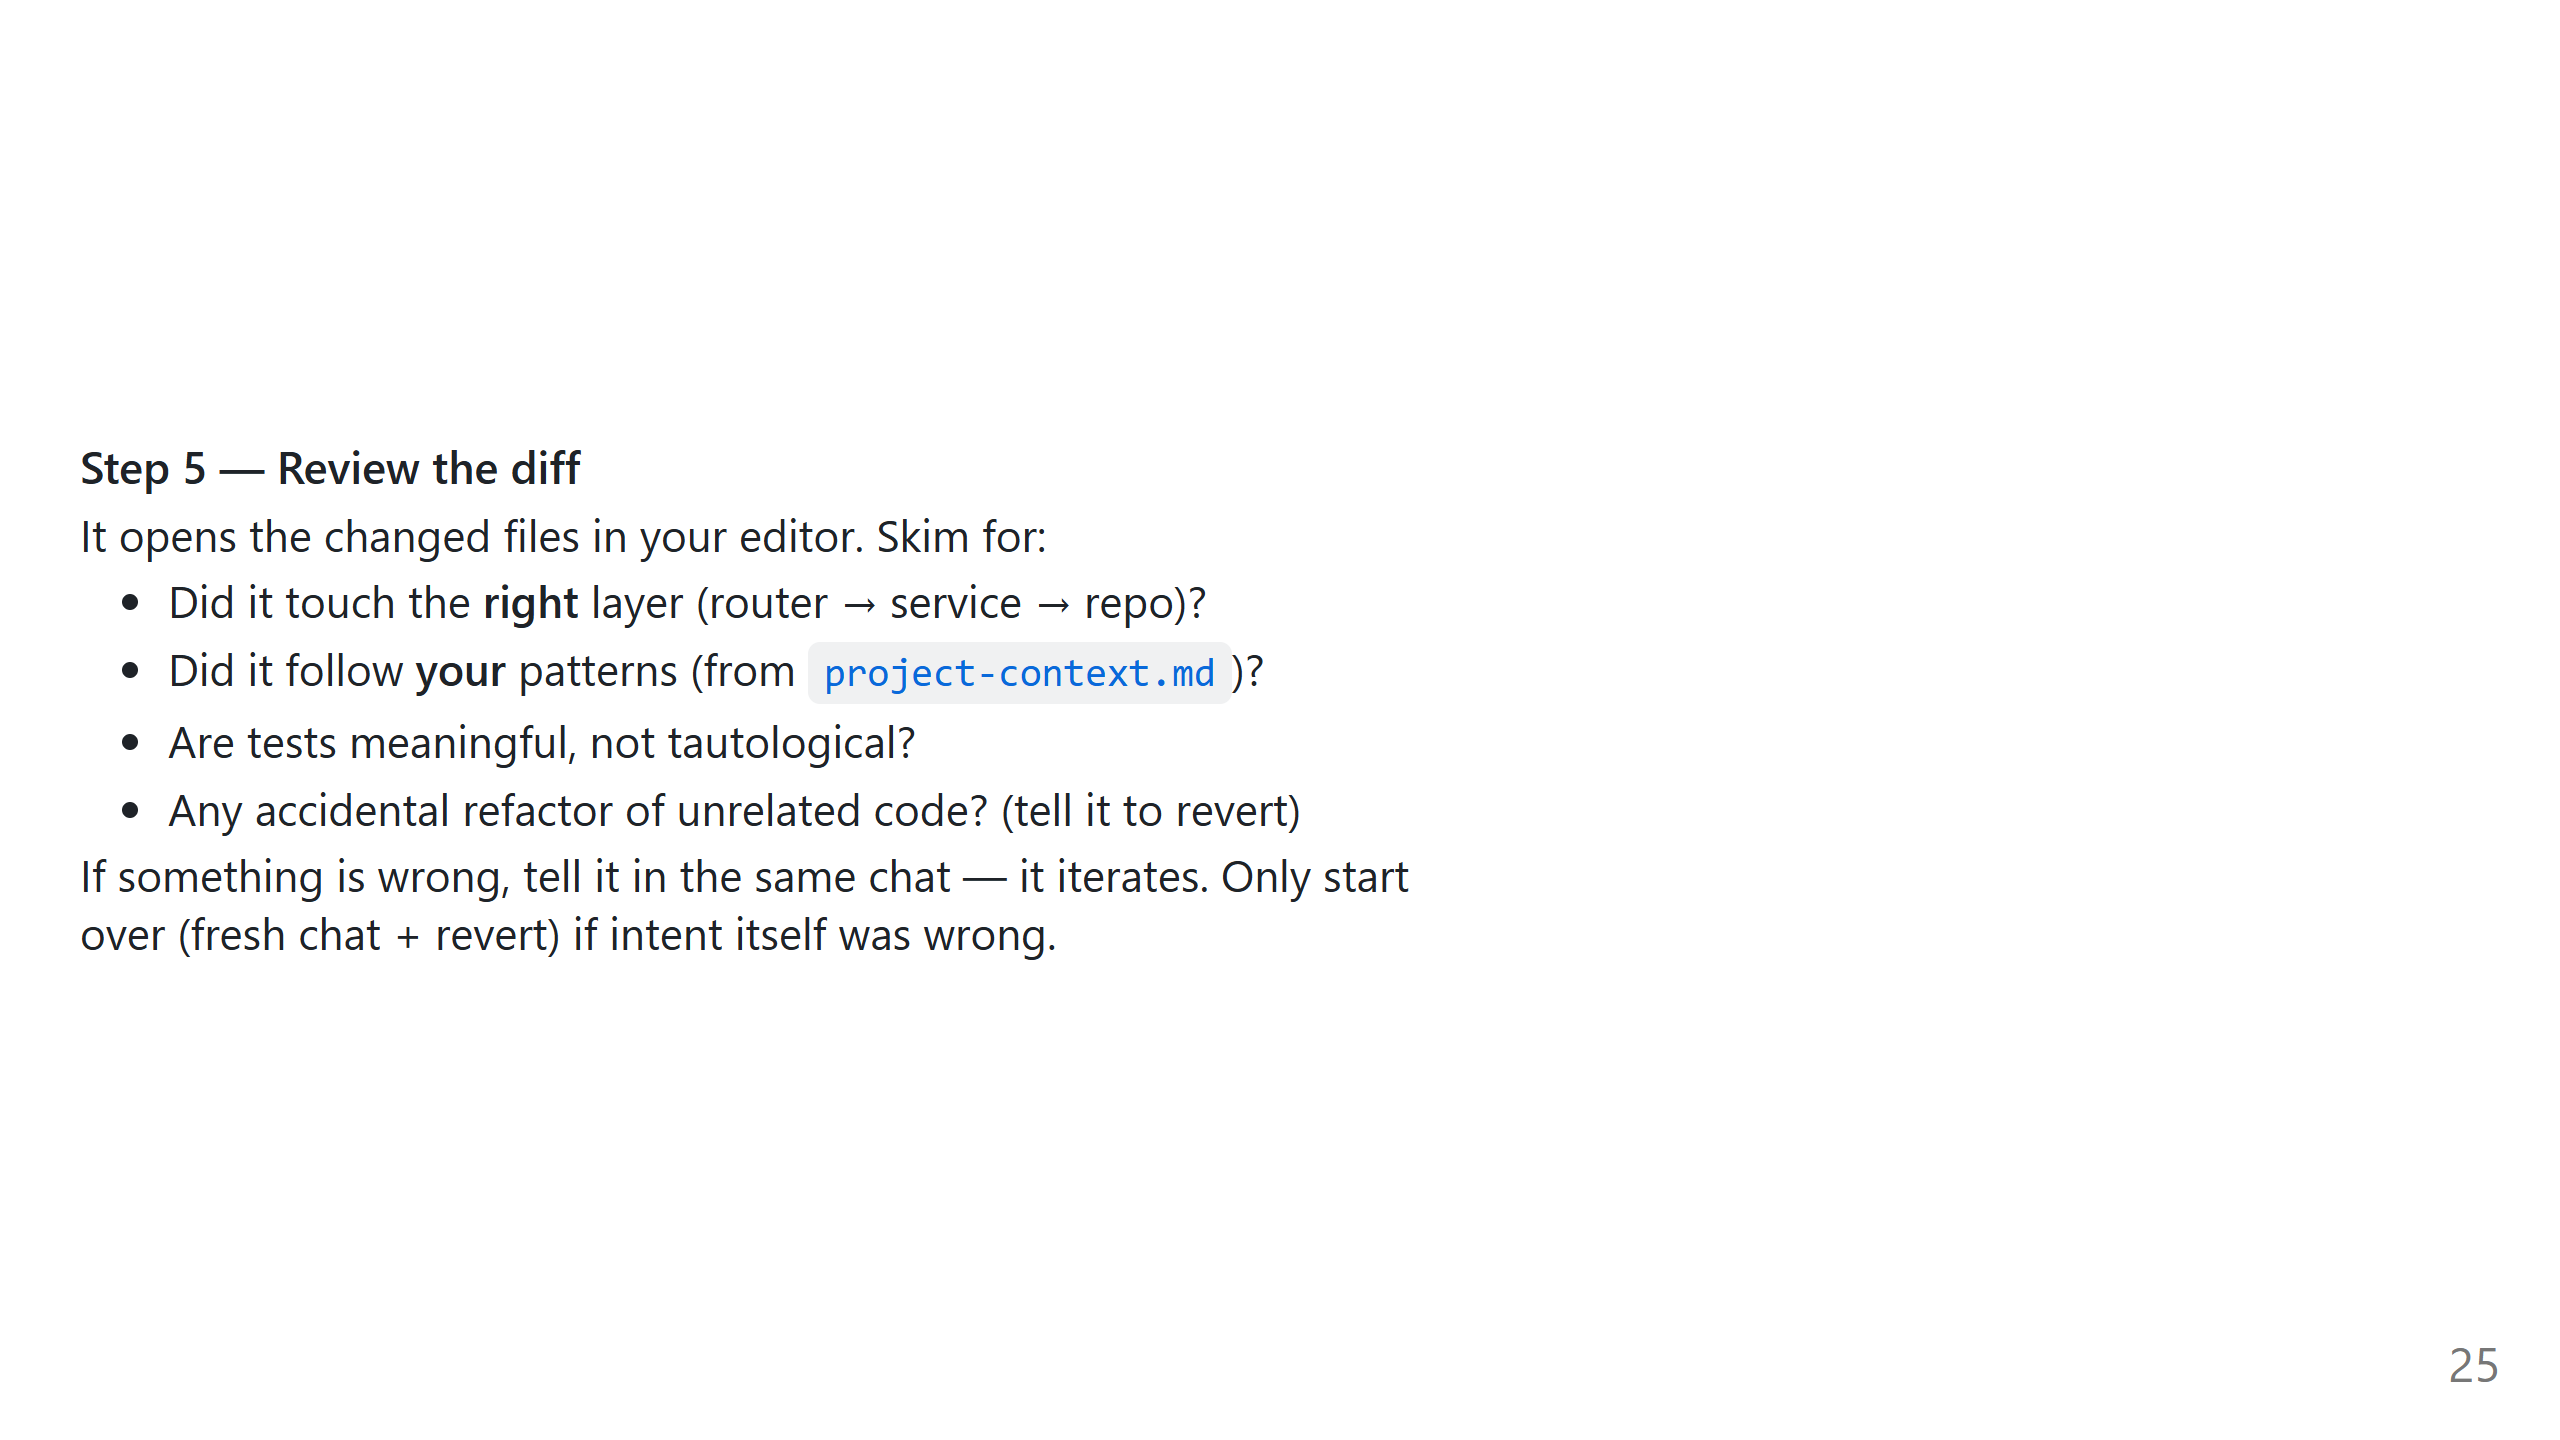 Step 5 — Review the diff
It opens the changed files in your editor. Skim for:
• Did it touch the right layer (router → service → repo)?
• Did it follow your patterns (from project-context.md)?
• Are tests meaningful, not tautological?
• Any accidental refactor of unrelated code? (tell it to revert)
If something is wrong, tell it in the same chat — it iterates. Only start
over (fresh chat + revert) if intent itself was wrong.
25